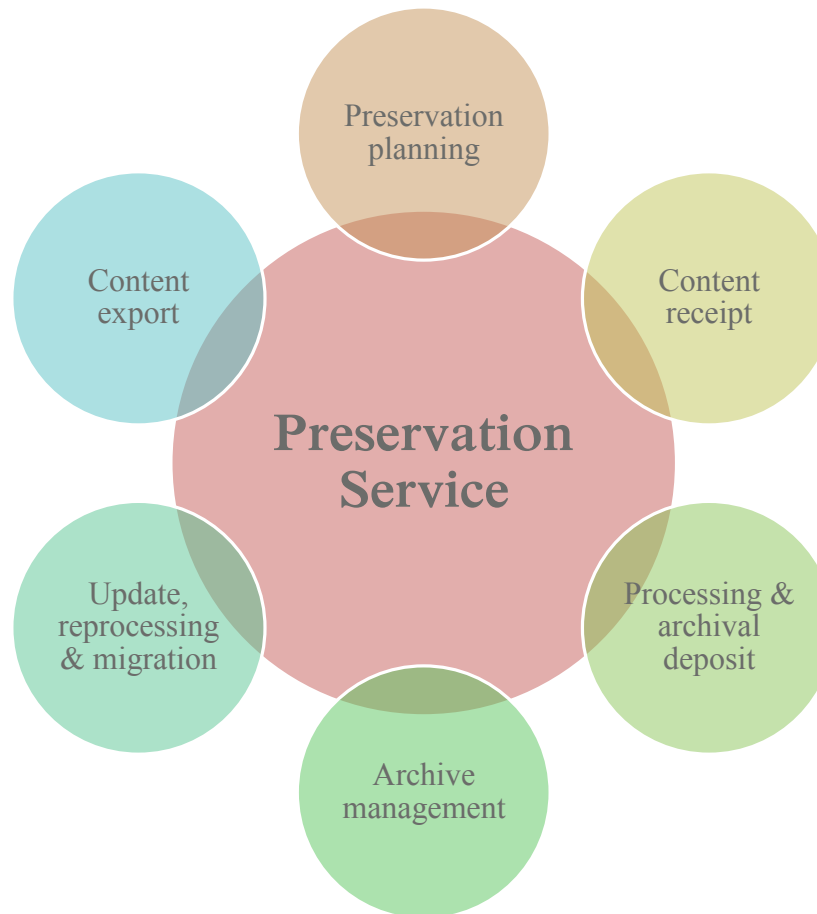 Preservation
planning
Content
export
Content
receipt
Preservation
Service
Update,
reprocessing
& migration
Processing &
archival
deposit
Archive
management